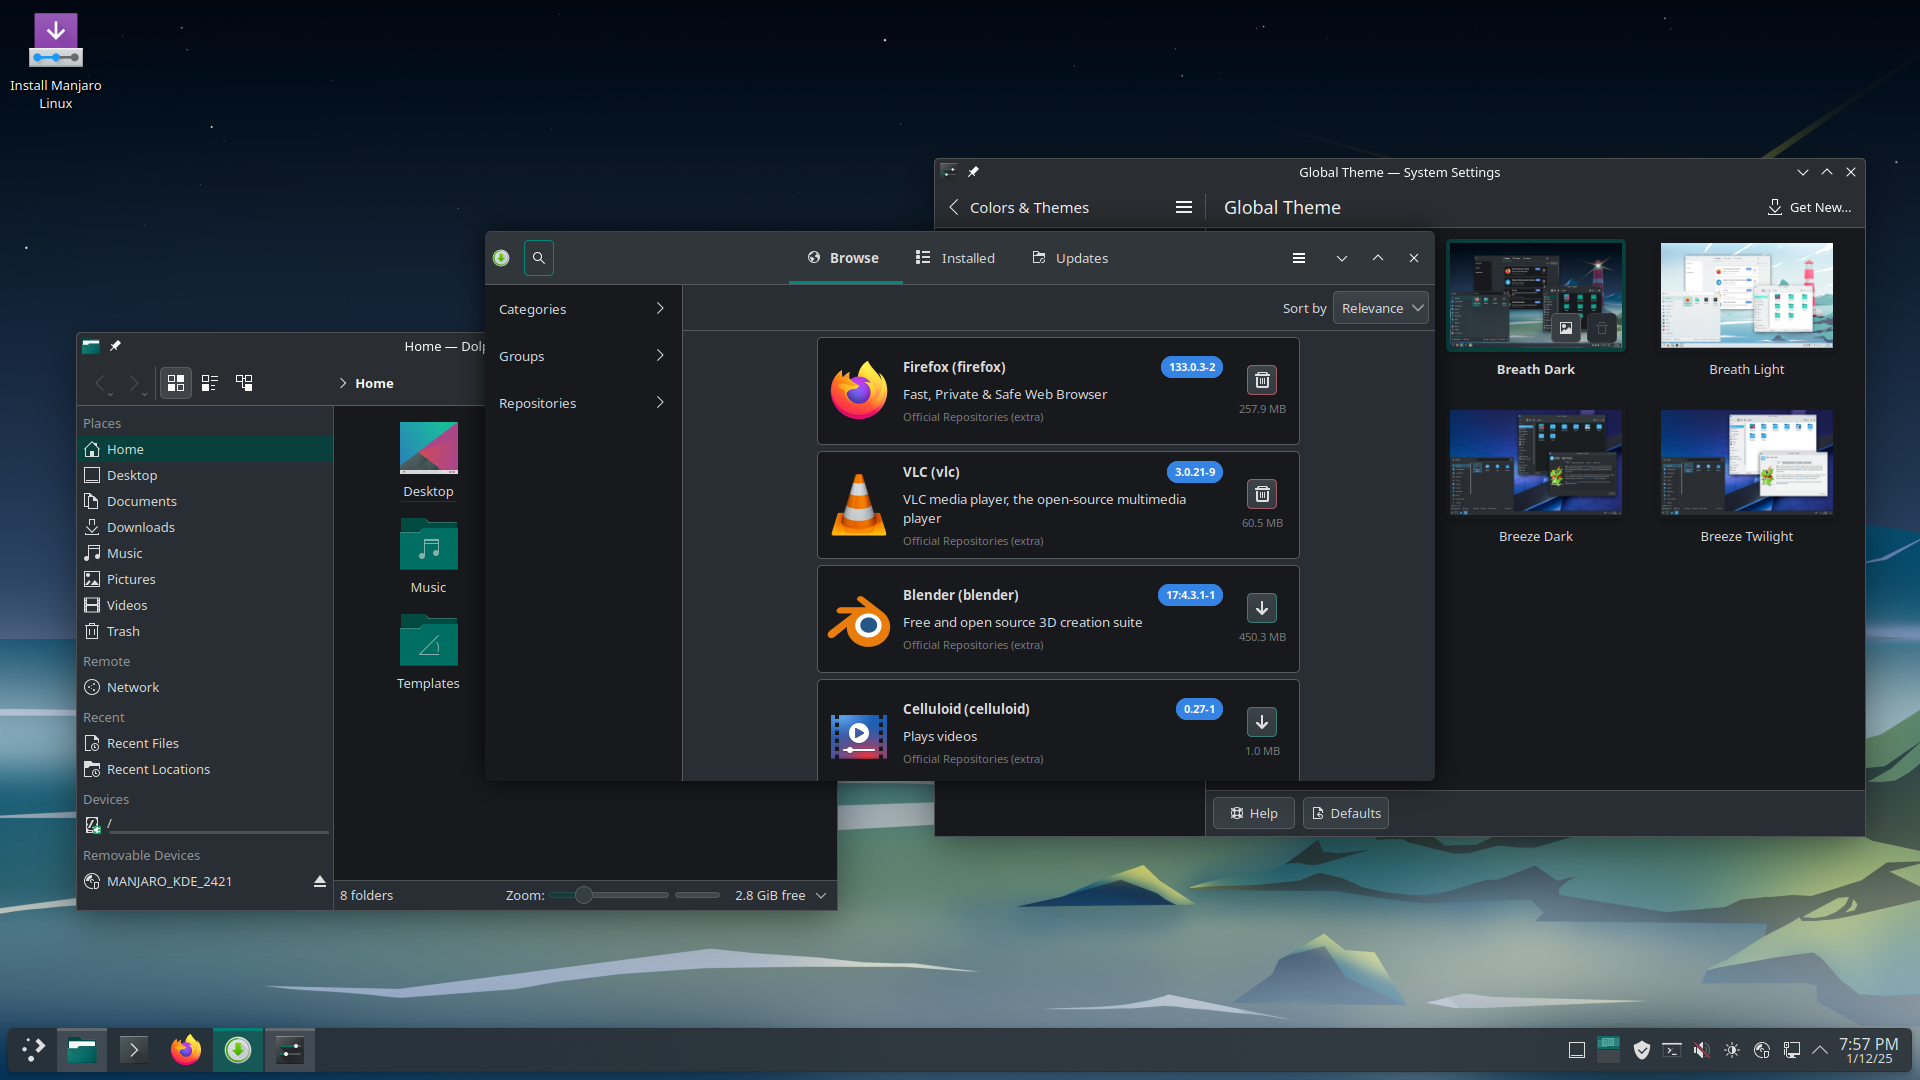 Install Manjaro
Linux
Global Theme — System Settings
Colors & Themes
Global Theme
Get New...
Breath Dark
Breath Light
Breeze Dark
Breeze Twilight
Help
Defaults
Browse
Installed
Updates
Categories
Groups
Repositories
Sort by
Relevance
Firefox (firefox)
133.0.3-2
Fast, Private & Safe Web Browser
Official Repositories (extra)
257.9 MB
VLC (vlc)
3.0.21-9
VLC media player, the open-source multimedia
player
Official Repositories (extra)
60.5 MB
Blender (blender)
17:4.3.1-1
Free and open source 3D creation suite
Official Repositories (extra)
450.3 MB
Celluloid (celluloid)
0.27-1
Plays videos
Official Repositories (extra)
1.0 MB
Home —
Home
Places
Home
Desktop
Documents
Downloads
Music
Pictures
Videos
Trash
Remote
Network
Recent
Recent Files
Recent Locations
Devices
/
Removable Devices
MANJARO_KDE_2421
Desktop
Music
Templates
8 folders
Zoom:
2.8 GiB free
7:57 PM
1/12/25